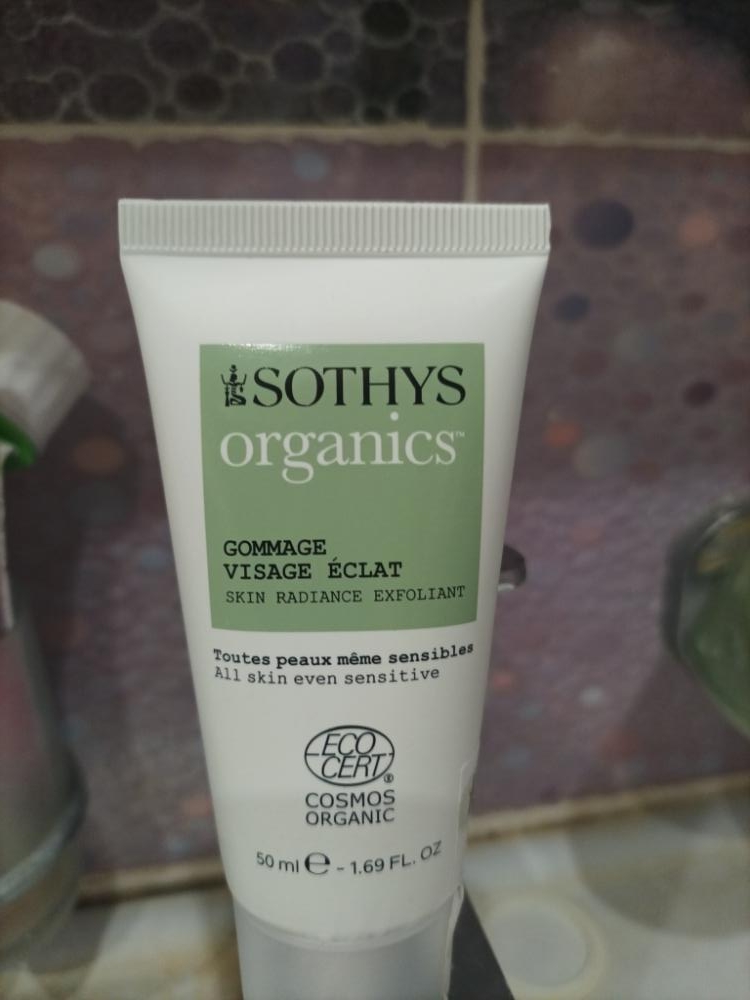 SOTHYS
organics™
GOMMAGE
VISAGE ÉCLAT
SKIN RADIANCE EXFOLIANT
Toutes peaux même sensibles
All skin even sensitive
ECO
CERT®
COSMOS
ORGANIC
50 ml ℮ - 1.69 FL. OZ